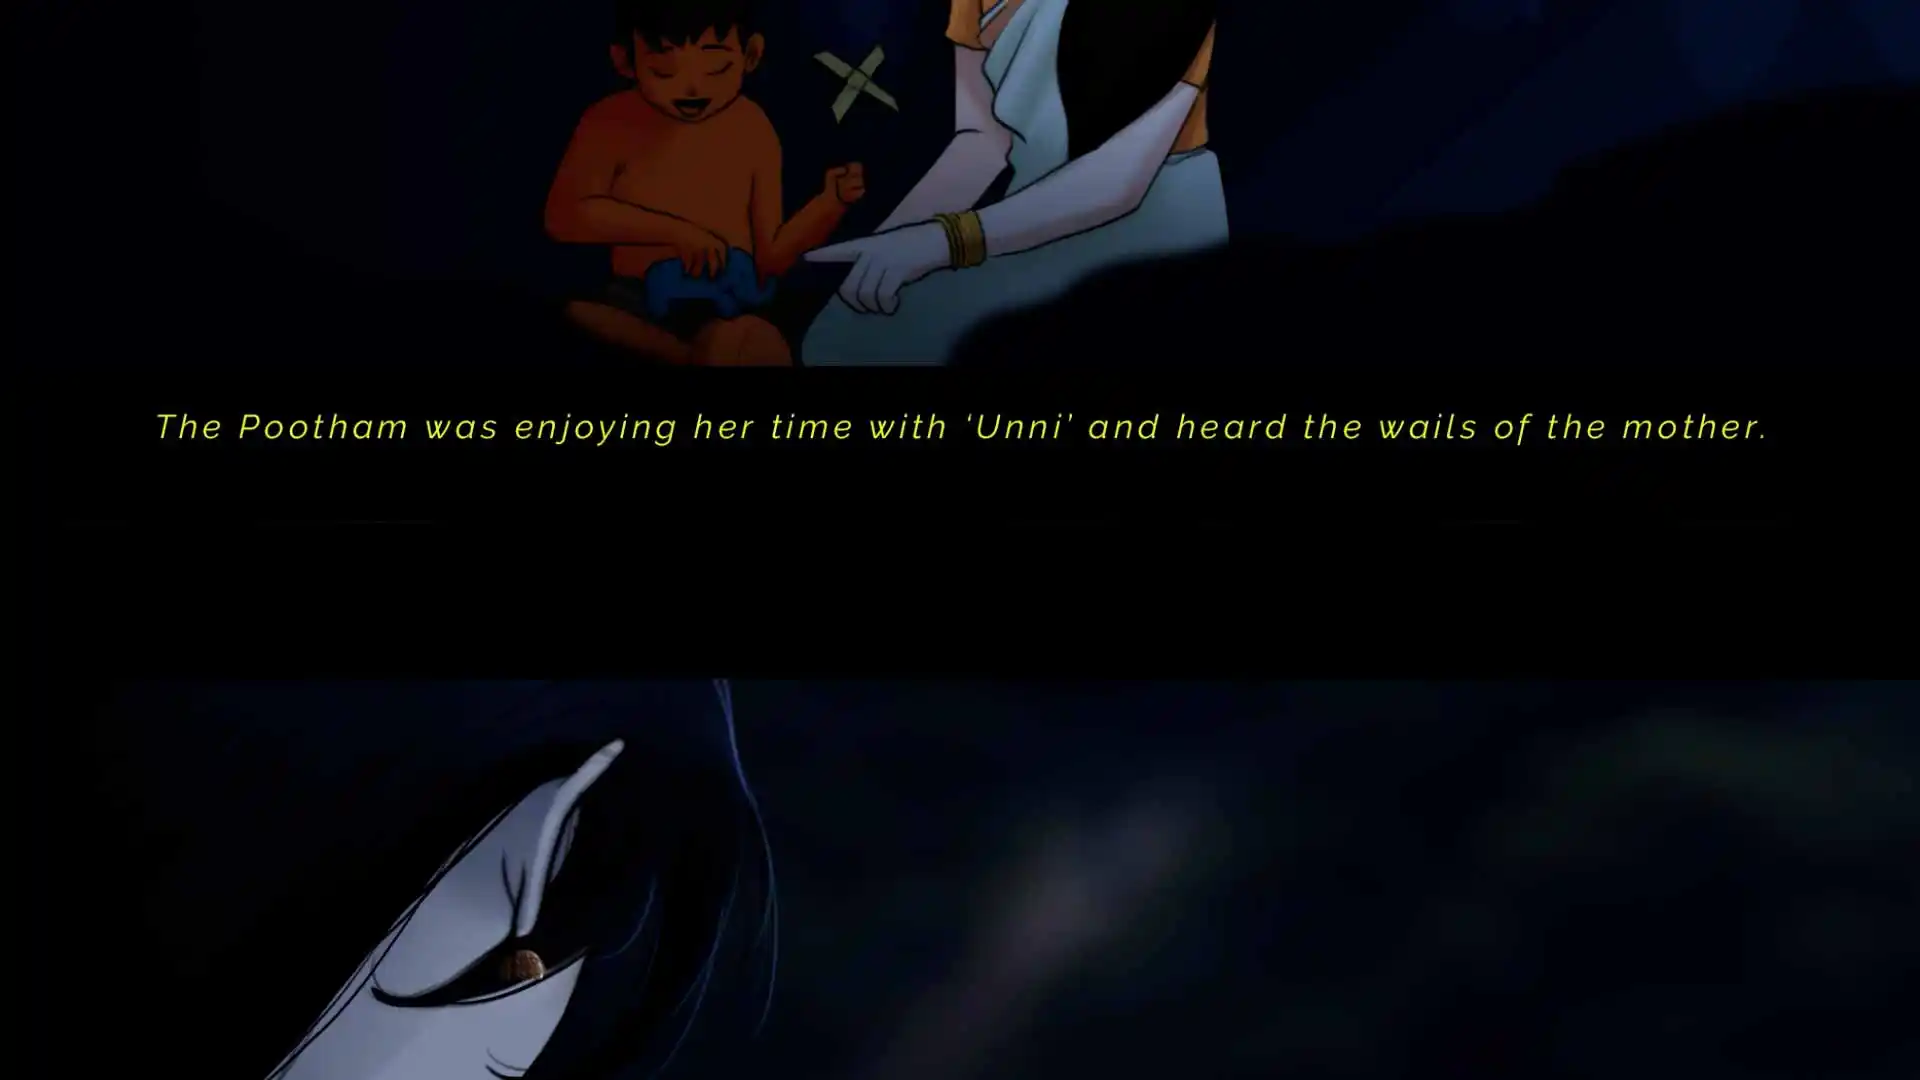 The Pootham was enjoying her time with ‘Unni’ and heard the wails of the mother.